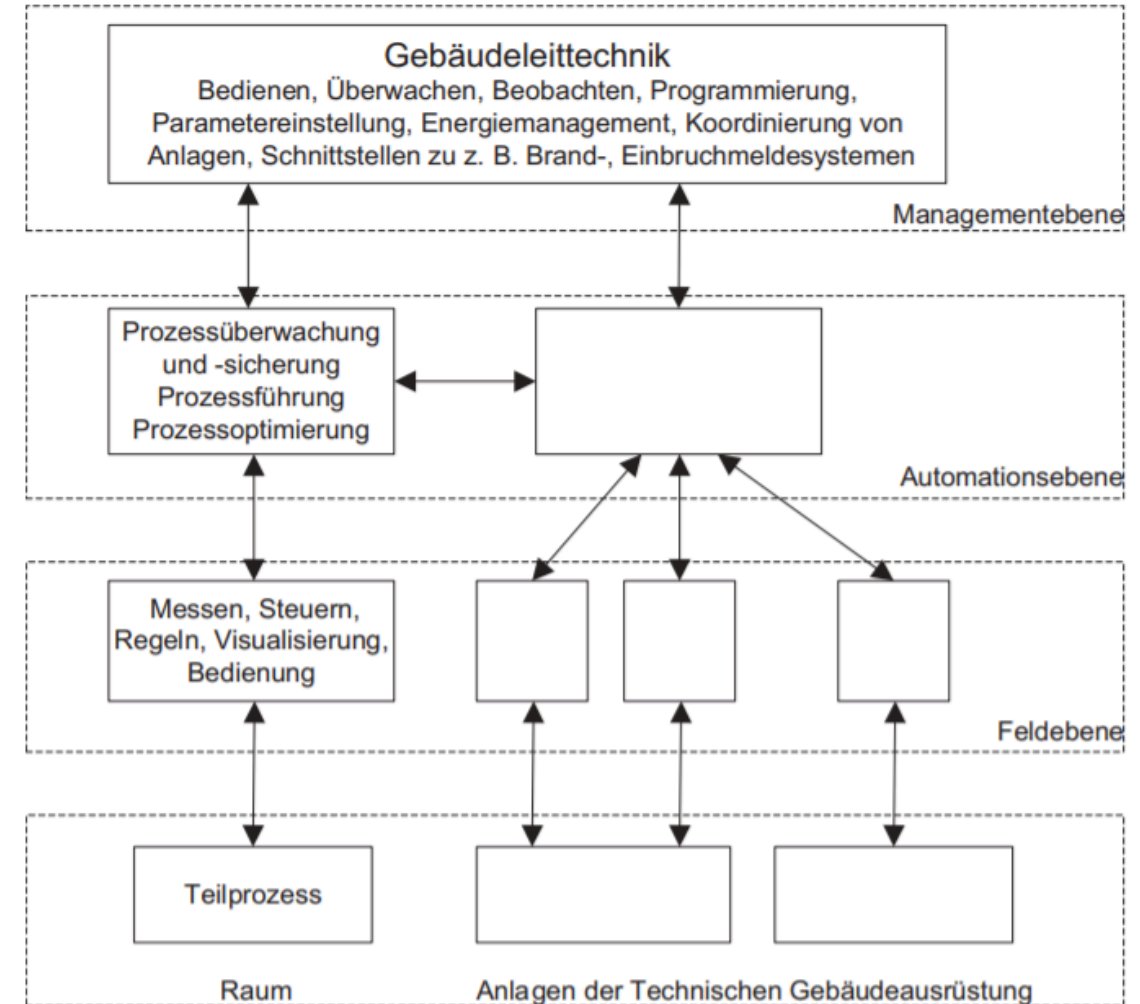 Gebäudeleittechnik
Bedienen, Überwachen, Beobachten, Programmierung,
Parametereinstellung, Energiemanagement, Koordinierung von
Anlagen, Schnittstellen zu z. B. Brand-, Einbruchmeldesystemen
Managementebene
Prozessüberwachung
und -sicherung
Prozessführung
Prozessoptimierung
Automationsebene
Messen, Steuern,
Regeln, Visualisierung,
Bedienung
Feldebene
Teilprozess
Raum
Anlagen der Technischen Gebäudeausrüstung